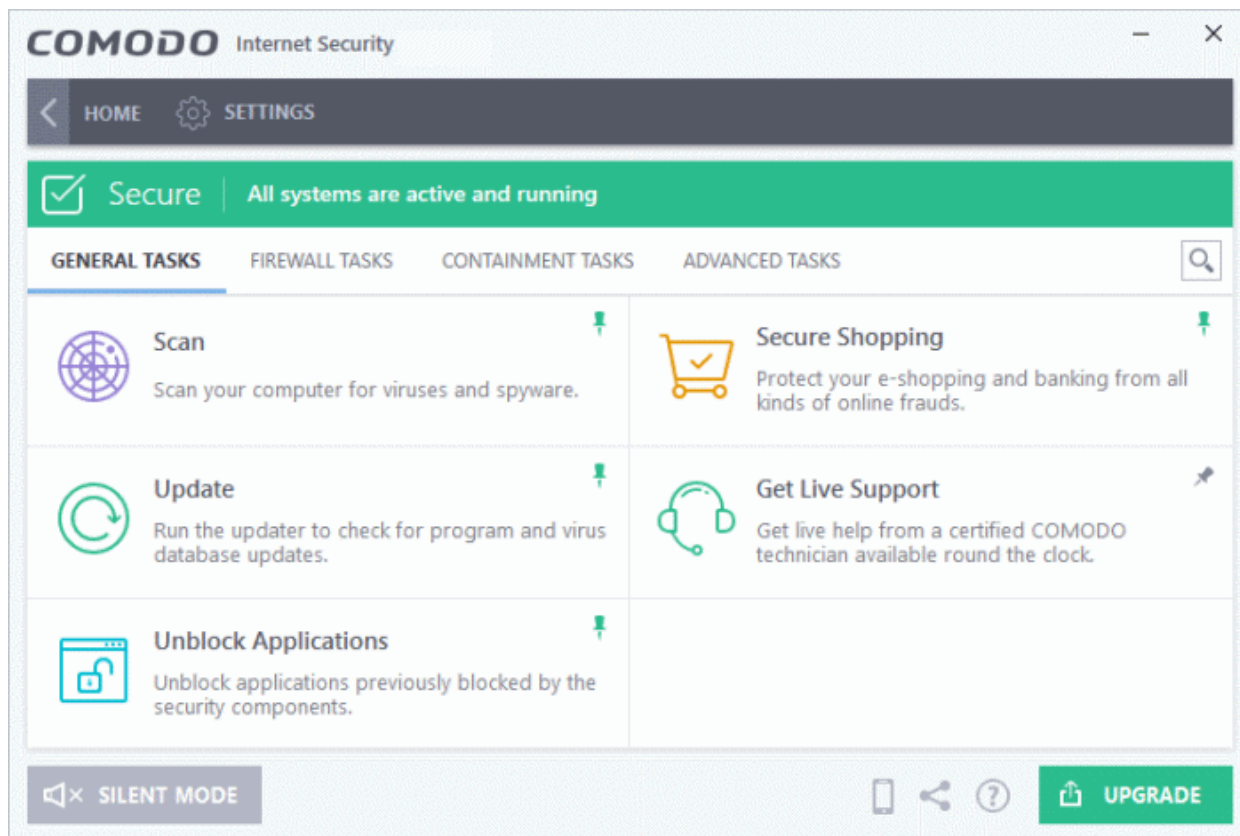 COMODO Internet Security
HOME SETTINGS
Secure All systems are active and running
GENERAL TASKS FIREWALL TASKS CONTAINMENT TASKS ADVANCED TASKS
Scan
Scan your computer for viruses and spyware.
Secure Shopping
Protect your e-shopping and banking from all
kinds of online frauds.
Update
Run the updater to check for program and virus
database updates.
Get Live Support
Get live help from a certified COMODO
technician available round the clock.
Unblock Applications
Unblock applications previously blocked by the
security components.
SILENT MODE
?
UPGRADE